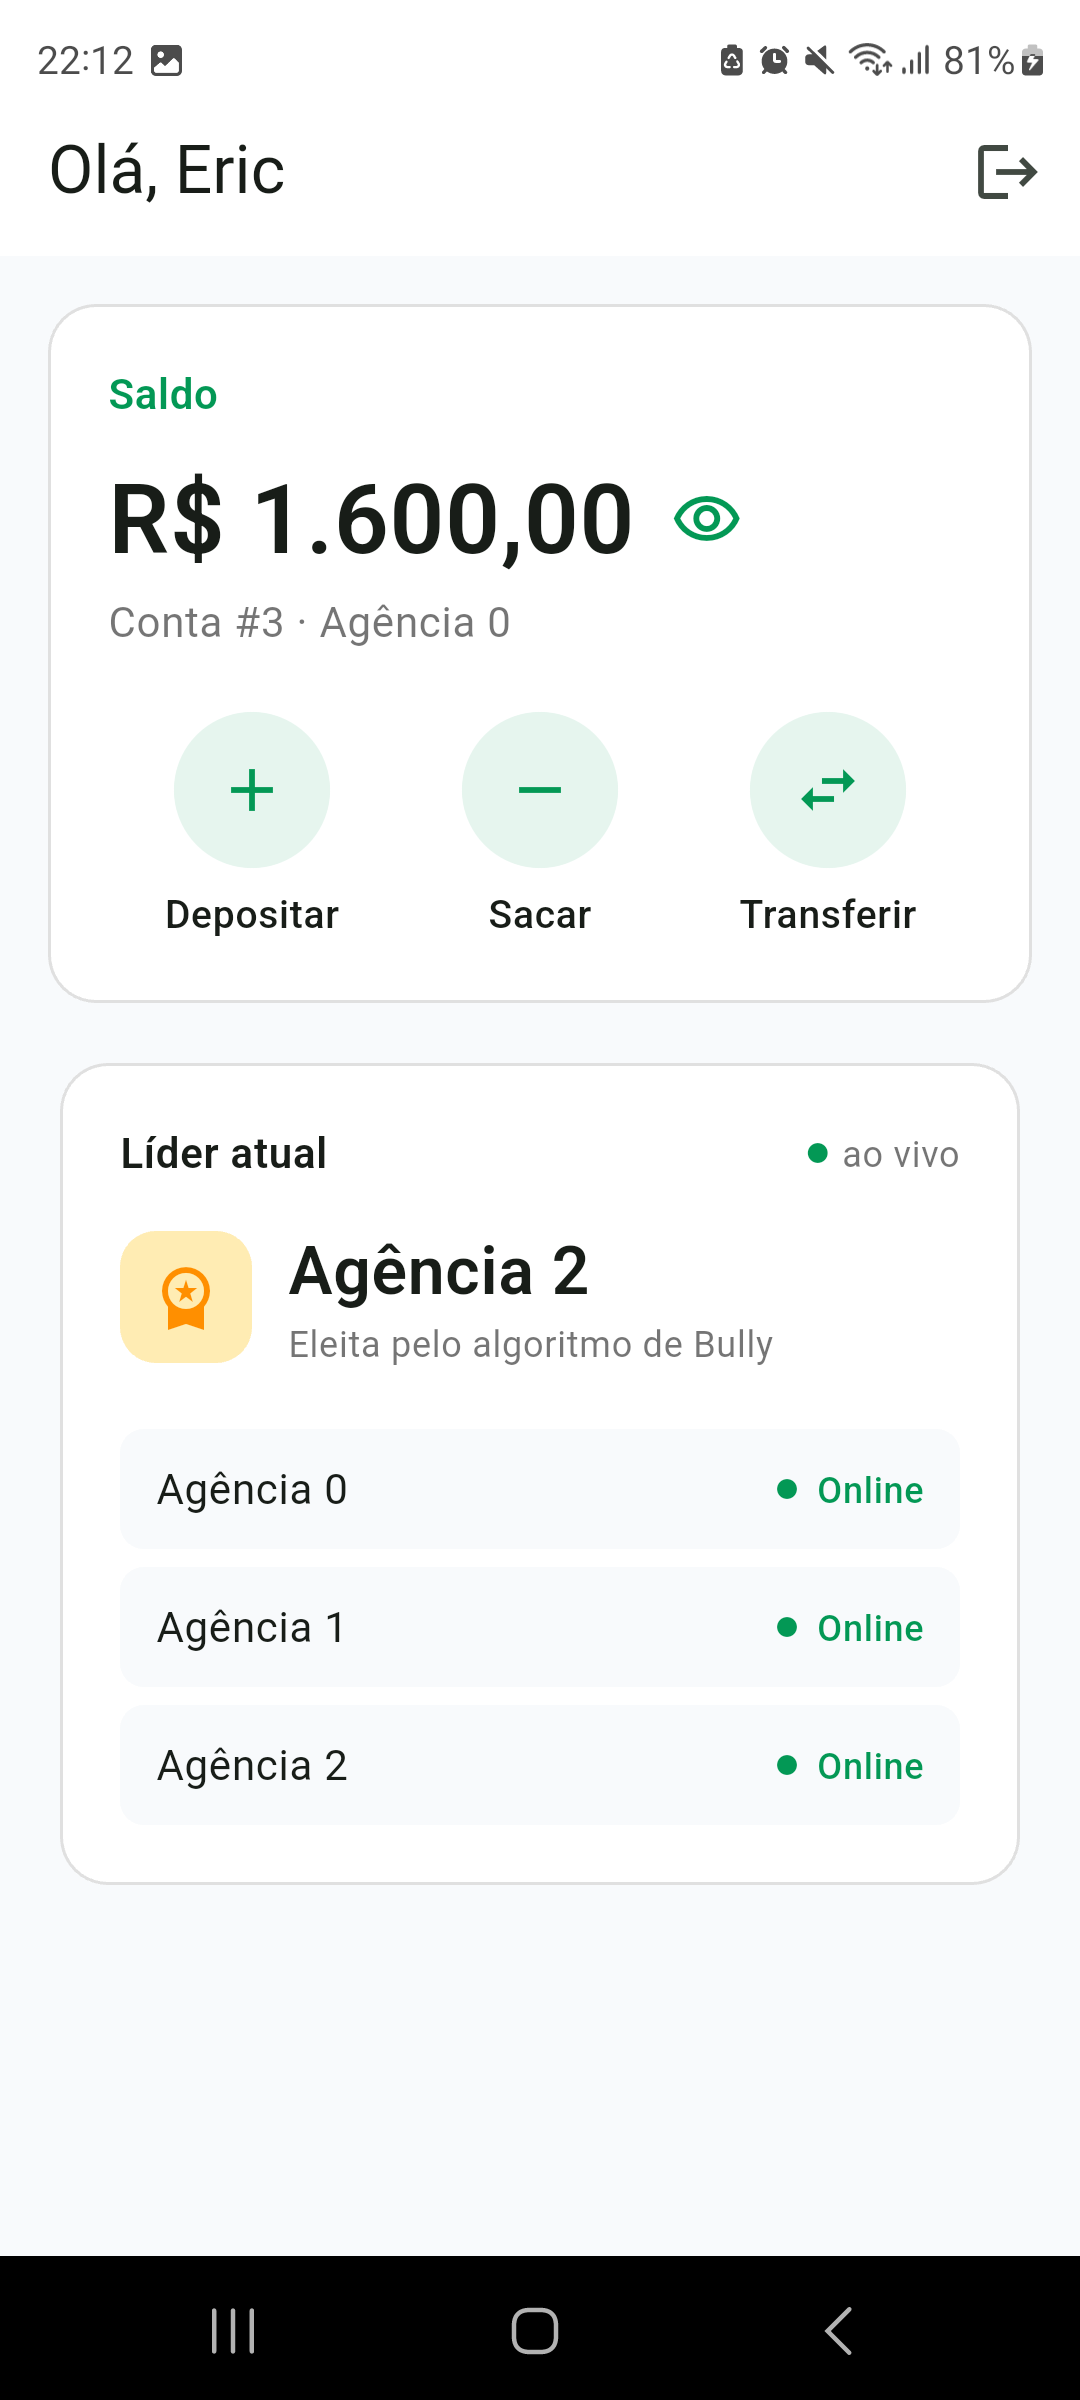 22:12 81%
Olá, Eric
Saldo
R$ 1.600,00
Conta #3 · Agência 0
Depositar Sacar Transferir
Líder atual ao vivo
Agência 2
Eleita pelo algoritmo de Bully
Agência 0 Online
Agência 1 Online
Agência 2 Online